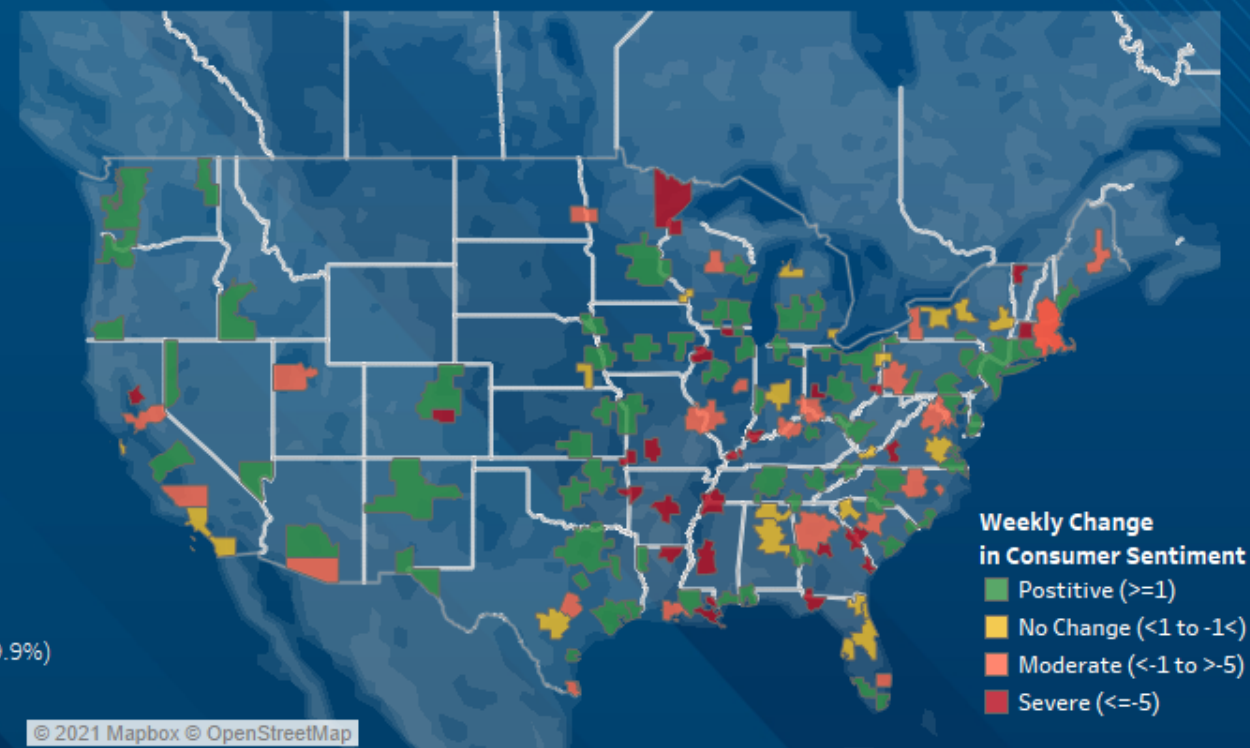 Weekly Change
in Consumer Sentiment
Postitive (>=1)
No Change (<1 to -1<)
Moderate (<-1 to >-5)
Severe (<=-5)
.9%)
© 2021 Mapbox © OpenStreetMap